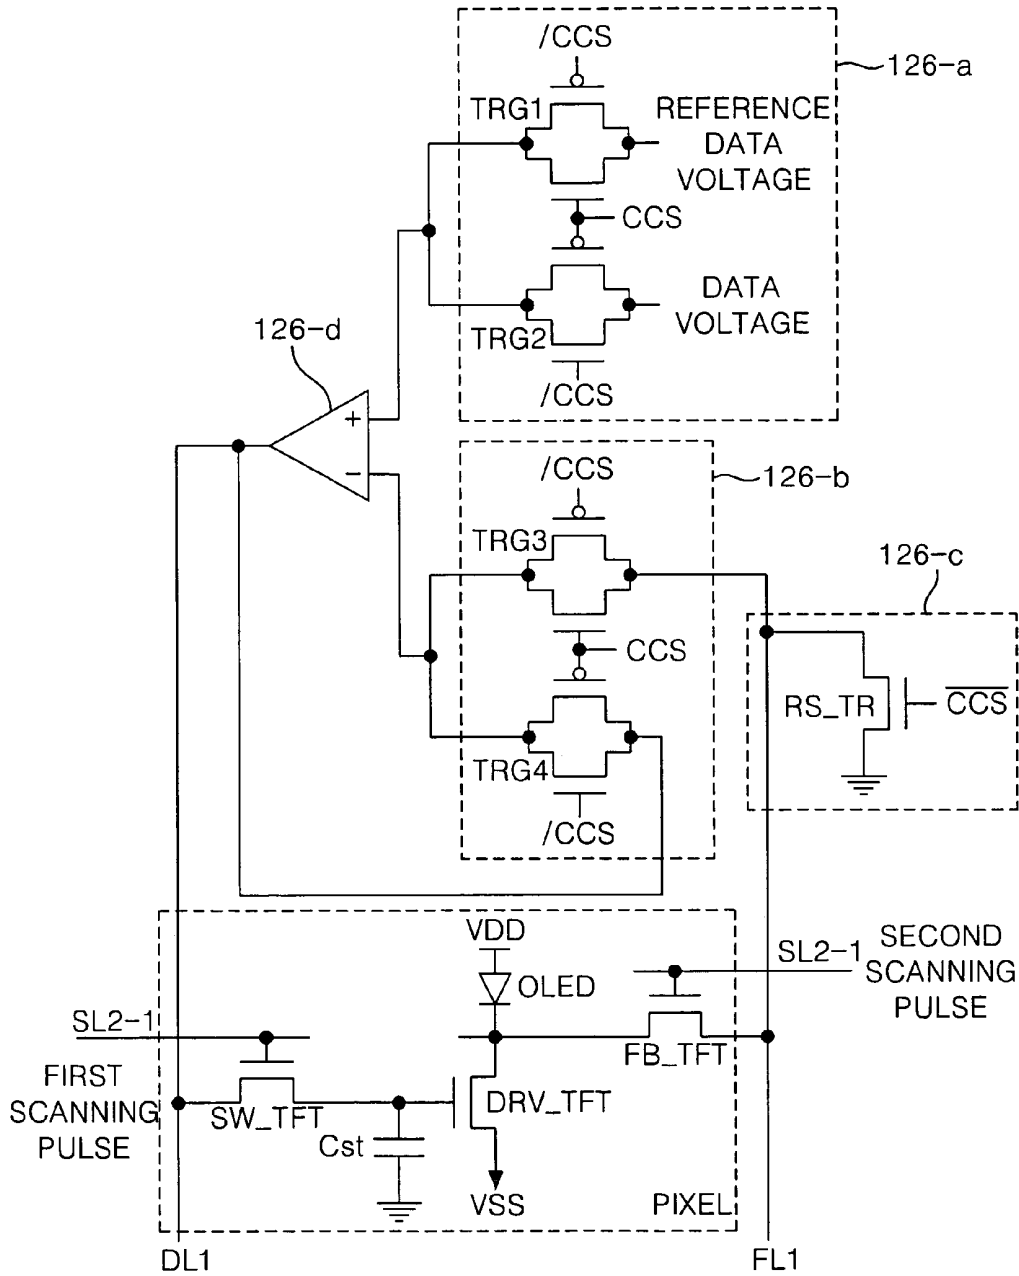 /CCS
126-a
TRG1
REFERENCE
DATA
VOLTAGE
CCS
DATA
VOLTAGE
TRG2
/CCS
126-d
+
−
/CCS
126-b
TRG3
CCS
TRG4
/CCS
126-c
RS_TR
CCS
VDD
OLED
SL2-1
SECOND
SCANNING
PULSE
SL2-1
FIRST
SCANNING
PULSE
SW_TFT
FB_TFT
DRV_TFT
Cst
VSS
PIXEL
DL1
FL1